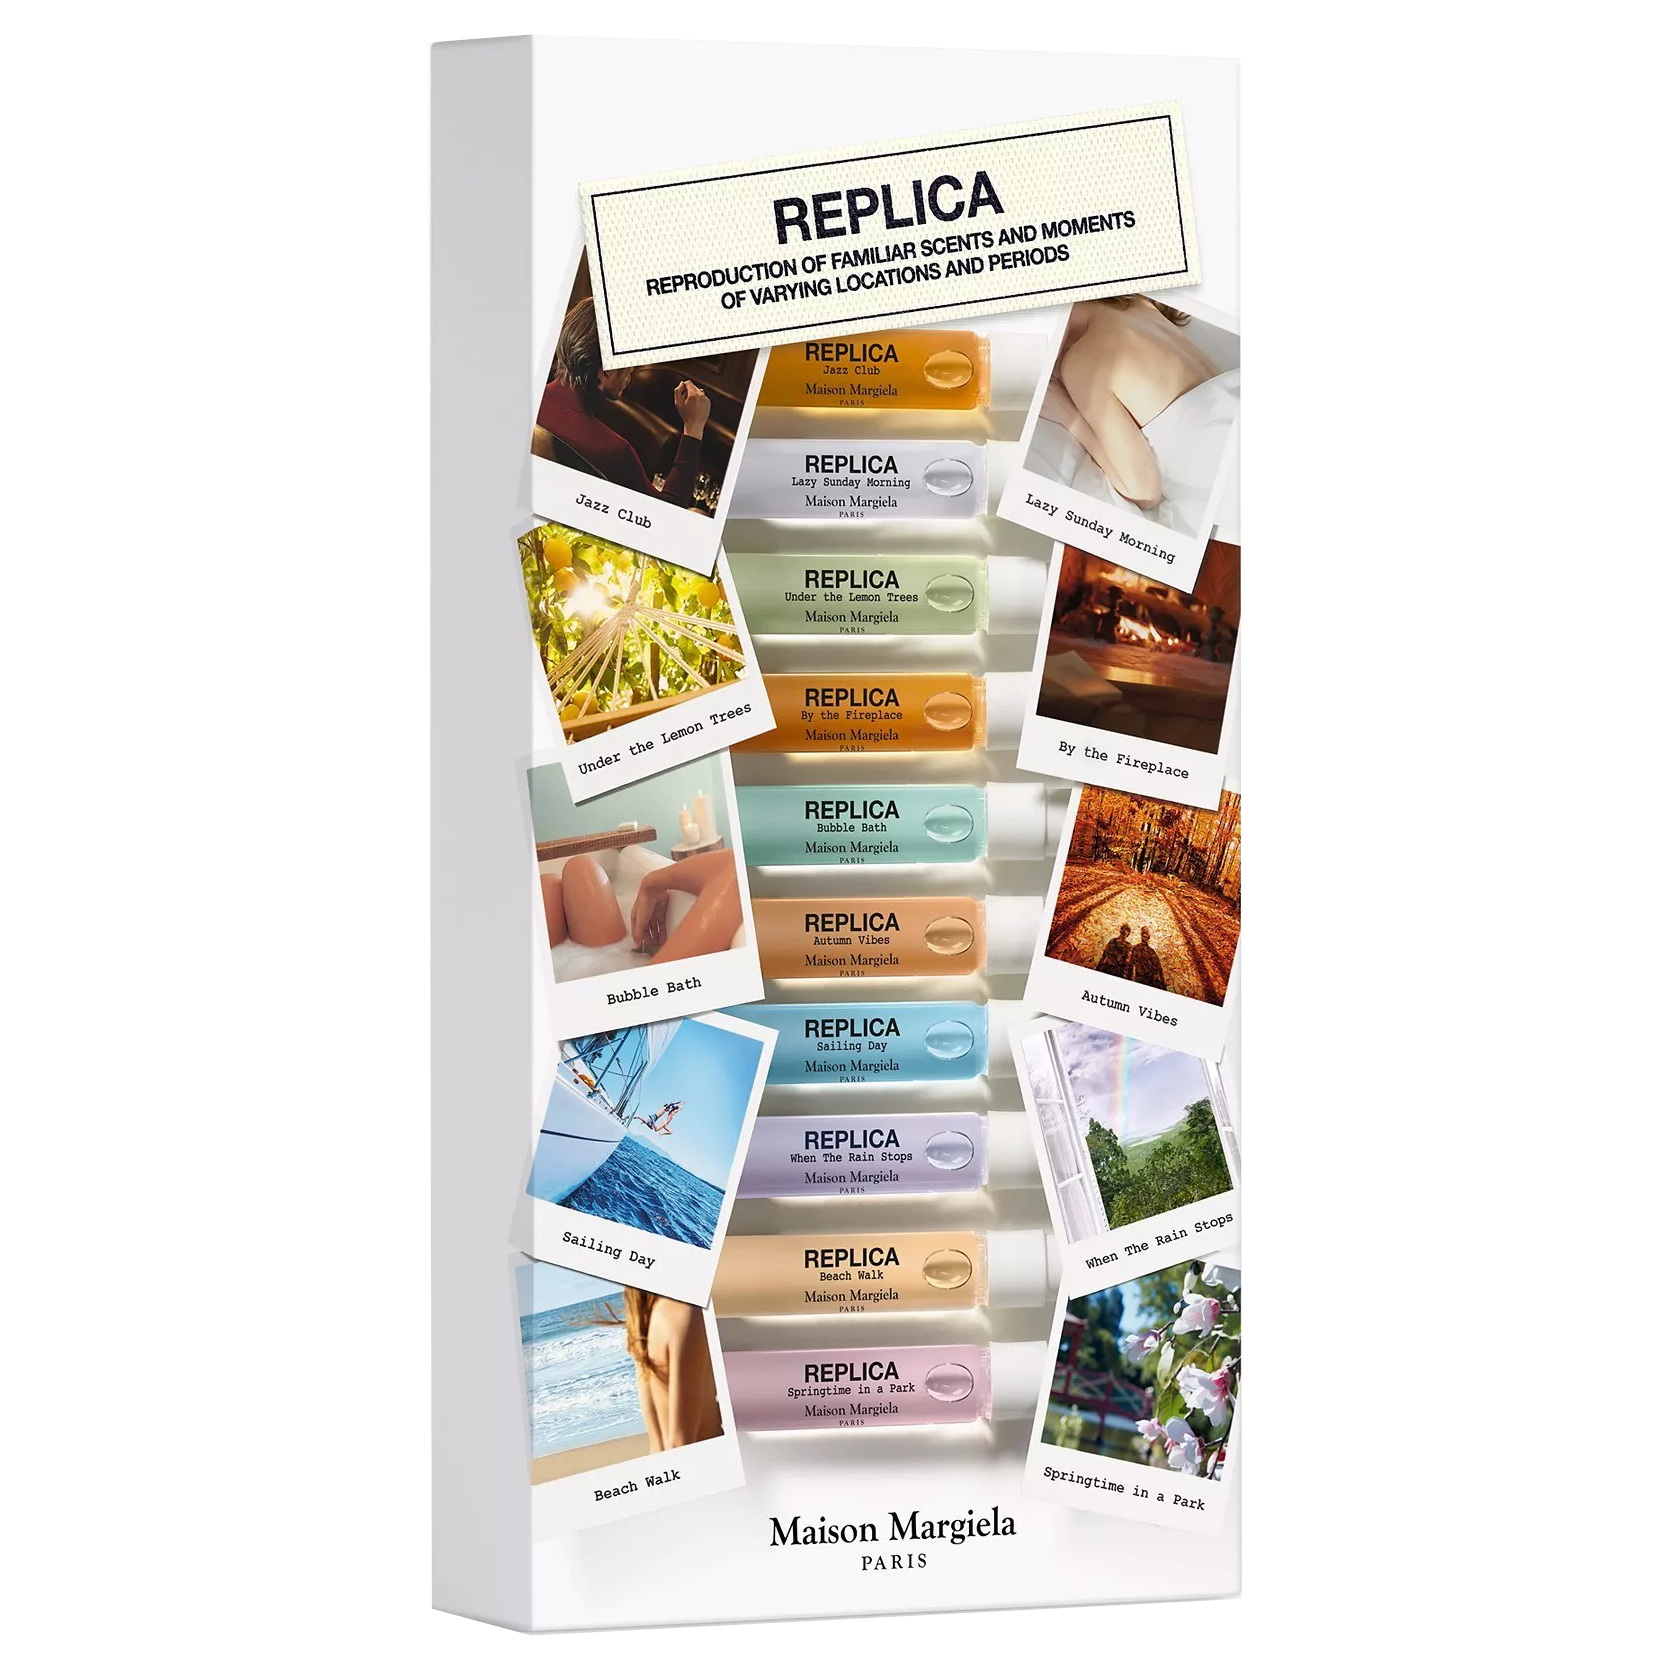 REPLICA
REPRODUCTION OF FAMILIAR SCENTS AND MOMENTS
OF VARYING LOCATIONS AND PERIODS
REPLICA
Jazz Club
Maison Margiela
PARIS
Jazz Club
REPLICA
Lazy Sunday Morning
Maison Margiela
PARIS
Lazy Sunday Morning
REPLICA
Under the Lemon Trees
Maison Margiela
PARIS
Under the Lemon Trees
REPLICA
By the Fireplace
Maison Margiela
PARIS
By the Fireplace
REPLICA
Bubble Bath
Maison Margiela
PARIS
Bubble Bath
REPLICA
Autumn Vibes
Maison Margiela
PARIS
Autumn Vibes
REPLICA
Sailing Day
Maison Margiela
PARIS
Sailing Day
REPLICA
When The Rain Stops
Maison Margiela
PARIS
When The Rain Stops
REPLICA
Beach Walk
Maison Margiela
PARIS
Beach Walk
REPLICA
Springtime in a Park
Maison Margiela
PARIS
Springtime in a Park
Maison Margiela
PARIS